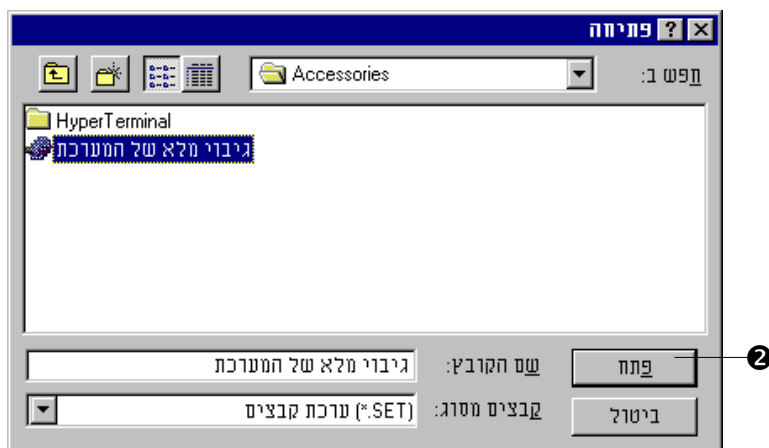 פתיחה
חפש ב: Accessories
HyperTerminal
גיבוי מלא של המערכת
שם הקובץ: גיבוי מלא של המערכת
פתח
❷
קבצים מסוג: ערכת קבצים (*.SET)
ביטול